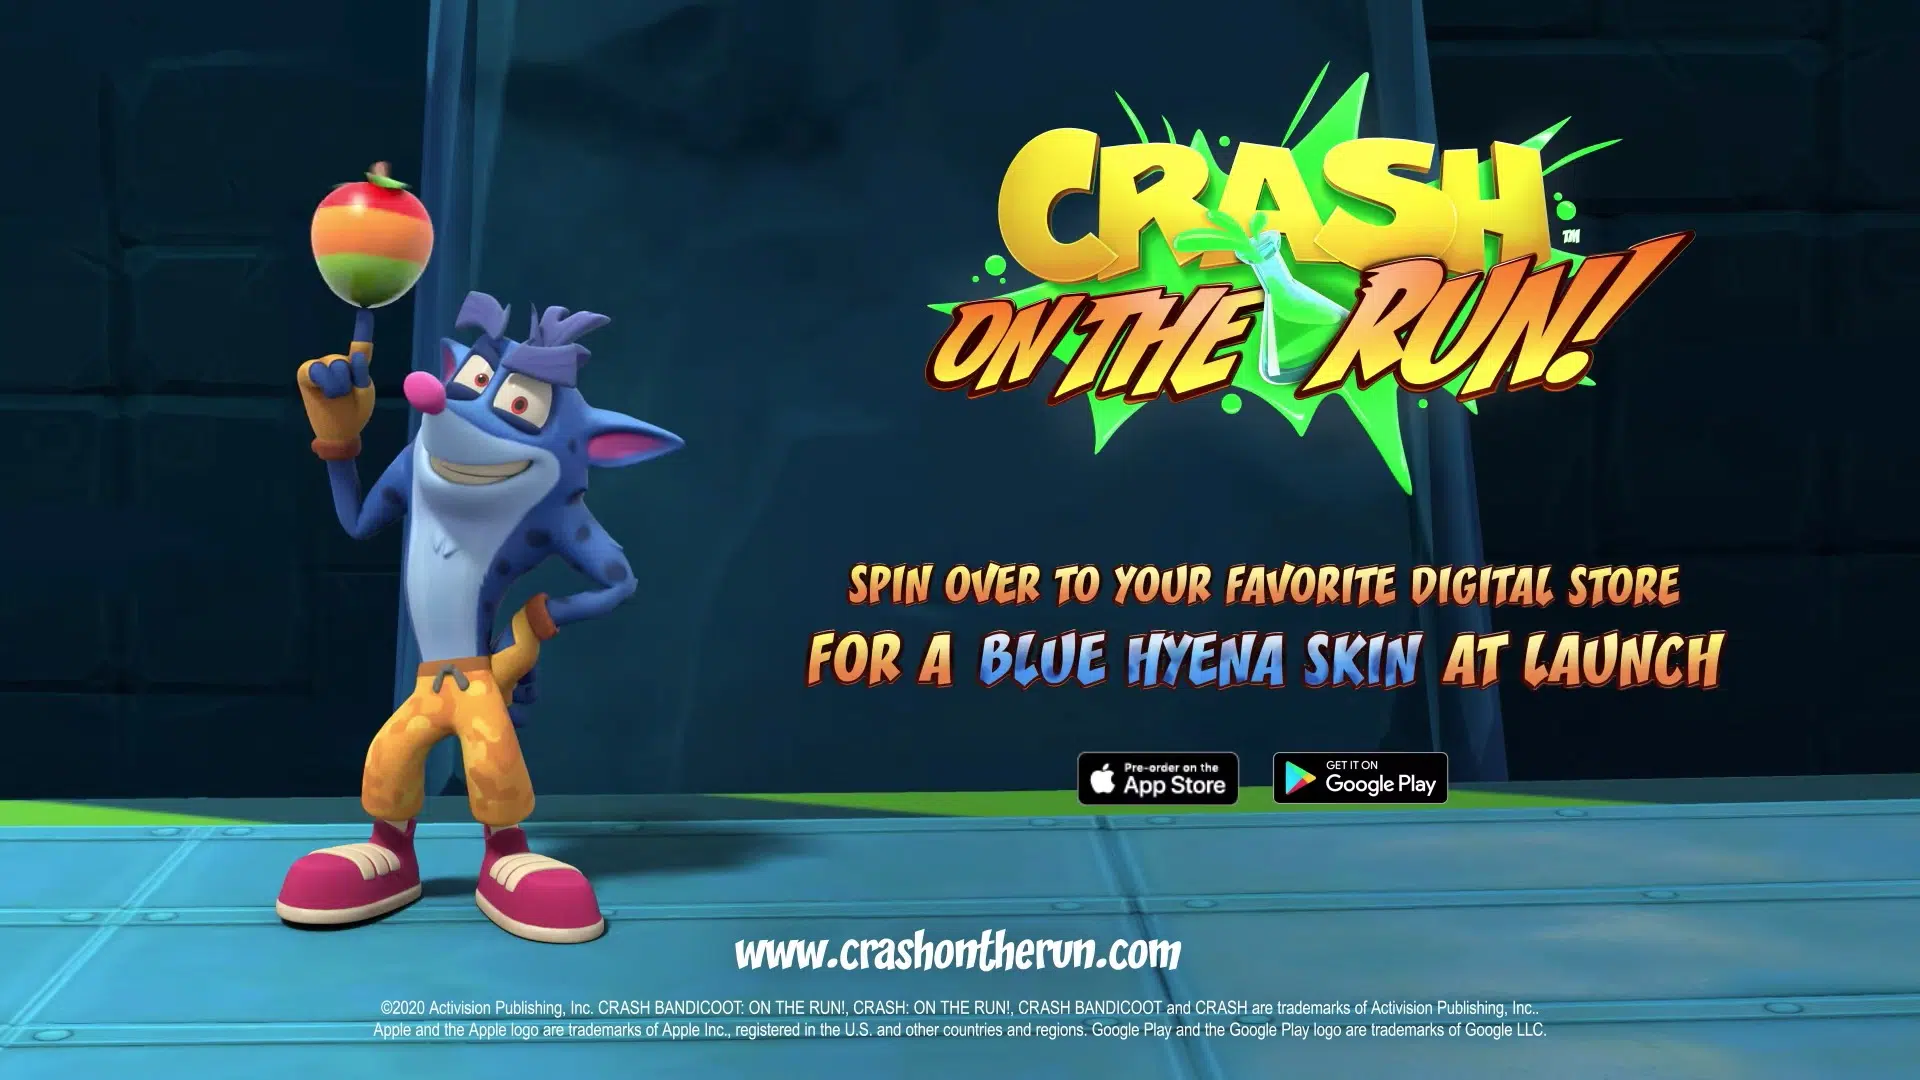 CRASH™
ON THE RUN!
SPIN OVER TO YOUR FAVORITE DIGITAL STORE
FOR A BLUE HYENA SKIN AT LAUNCH
Pre-order on the
App Store
GET IT ON
Google Play
www.crashontherun.com
©2020 Activision Publishing, Inc. CRASH BANDICOOT: ON THE RUN!, CRASH: ON THE RUN!, CRASH BANDICOOT and CRASH are trademarks of Activision Publishing, Inc..
Apple and the Apple logo are trademarks of Apple Inc., registered in the U.S. and other countries and regions. Google Play and the Google Play logo are trademarks of Google LLC.